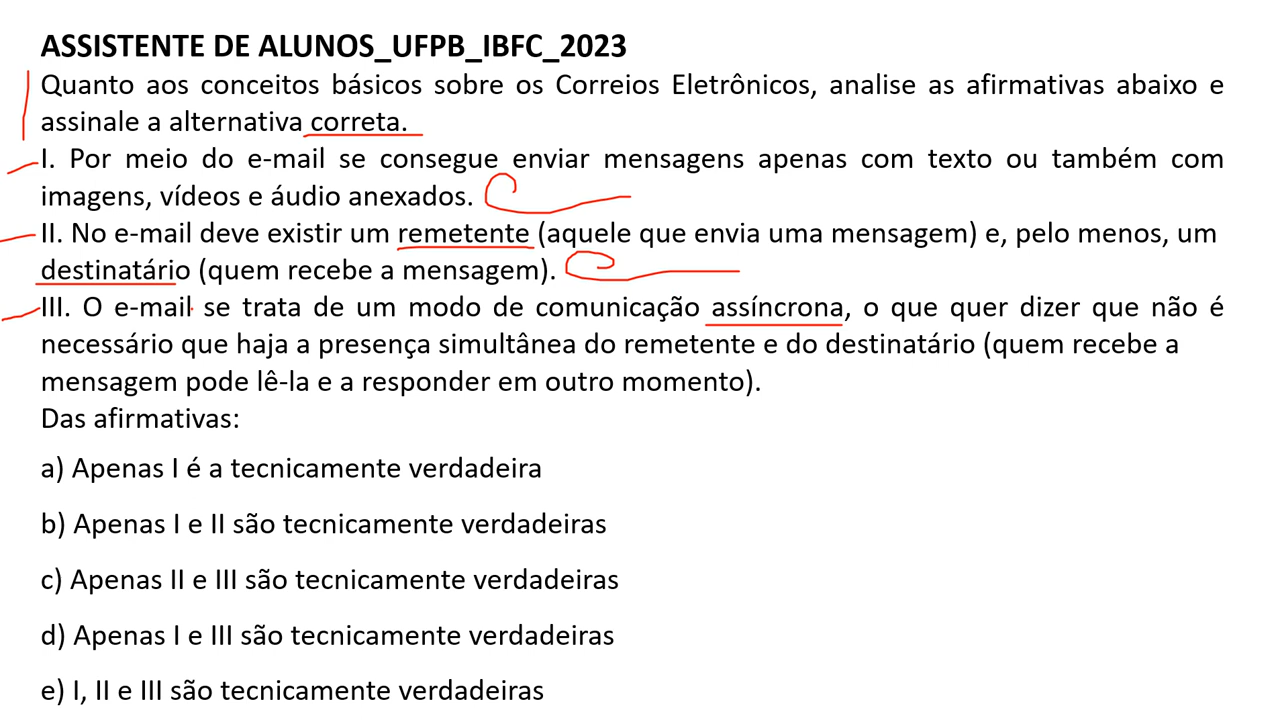 ASSISTENTE DE ALUNOS_UFPB_IBFC_2023
Quanto aos conceitos básicos sobre os Correios Eletrônicos, analise as afirmativas abaixo e
assinale a alternativa correta.
I. Por meio do e-mail se consegue enviar mensagens apenas com texto ou também com
imagens, vídeos e áudio anexados.
II. No e-mail deve existir um remetente (aquele que envia uma mensagem) e, pelo menos, um
destinatário (quem recebe a mensagem).
III. O e-mail se trata de um modo de comunicação assíncrona, o que quer dizer que não é
necessário que haja a presença simultânea do remetente e do destinatário (quem recebe a
mensagem pode lê-la e a responder em outro momento).
Das afirmativas:
a) Apenas I é a tecnicamente verdadeira
b) Apenas I e II são tecnicamente verdadeiras
c) Apenas II e III são tecnicamente verdadeiras
d) Apenas I e III são tecnicamente verdadeiras
e) I, II e III são tecnicamente verdadeiras